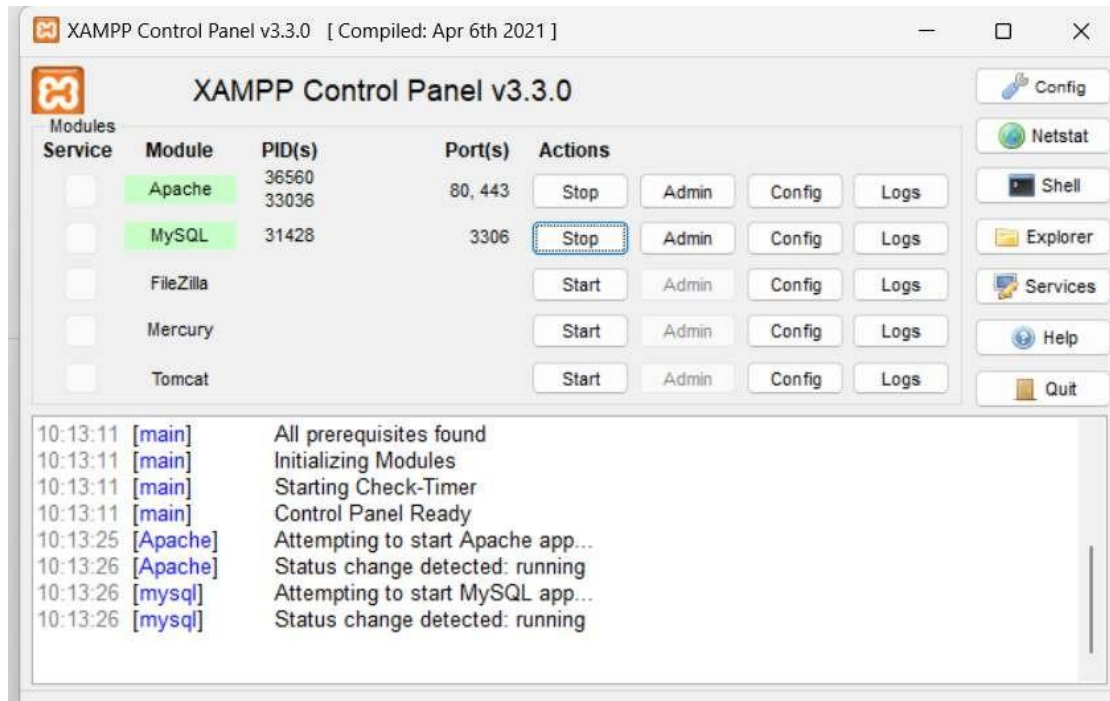 XAMPP Control Panel v3.3.0 [ Compiled: Apr 6th 2021 ]
XAMPP Control Panel v3.3.0
Config
Modules
Netstat
Service Module PID(s) Port(s) Actions
Apache 36560 33036 80, 443 Stop Admin Config Logs
Shell
MySQL 31428 3306 Stop Admin Config Logs
Explorer
FileZilla Start Admin Config Logs
Services
Mercury Start Admin Config Logs
Help
Tomcat Start Admin Config Logs
Quit
10:13:11 [main] All prerequisites found
10:13:11 [main] Initializing Modules
10:13:11 [main] Starting Check-Timer
10:13:11 [main] Control Panel Ready
10:13:25 [Apache] Attempting to start Apache app...
10:13:26 [Apache] Status change detected: running
10:13:26 [mysql] Attempting to start MySQL app...
10:13:26 [mysql] Status change detected: running